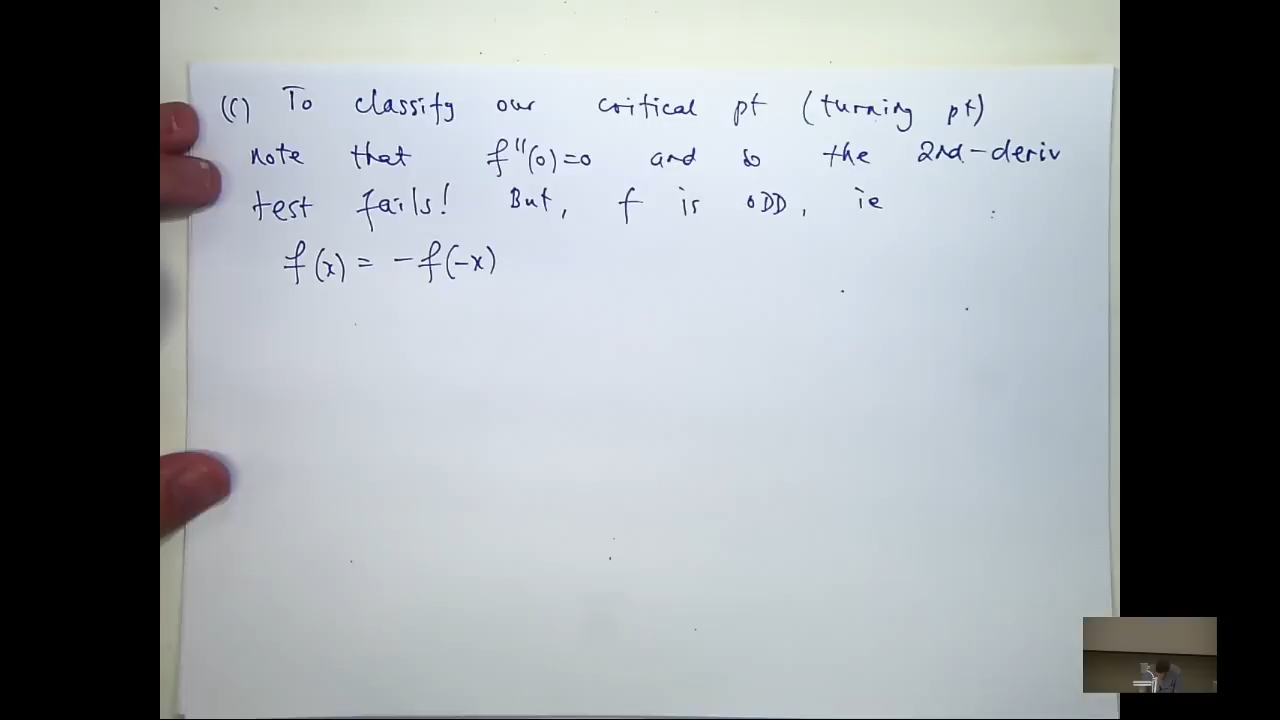 (c) To classify our critical pt (turning pt)
note that f''(0)=0 and so the 2nd-deriv
test fails! But, f is ODD, ie
f(x) = -f(-x)